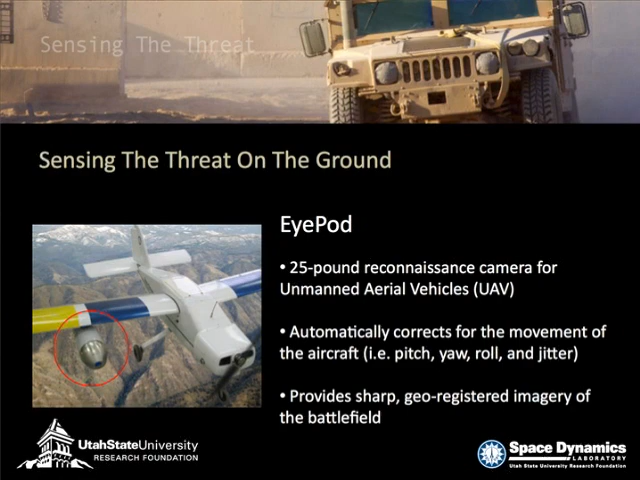 Sensing The Threat
Sensing The Threat On The Ground
EyePod
• 25-pound reconnaissance camera for
Unmanned Aerial Vehicles (UAV)
• Automatically corrects for the movement of
the aircraft (i.e. pitch, yaw, roll, and jitter)
• Provides sharp, geo-registered imagery of
the battlefield
UtahStateUniversity
RESEARCH FOUNDATION
Space Dynamics
LABORATORY
Utah State University Research Foundation